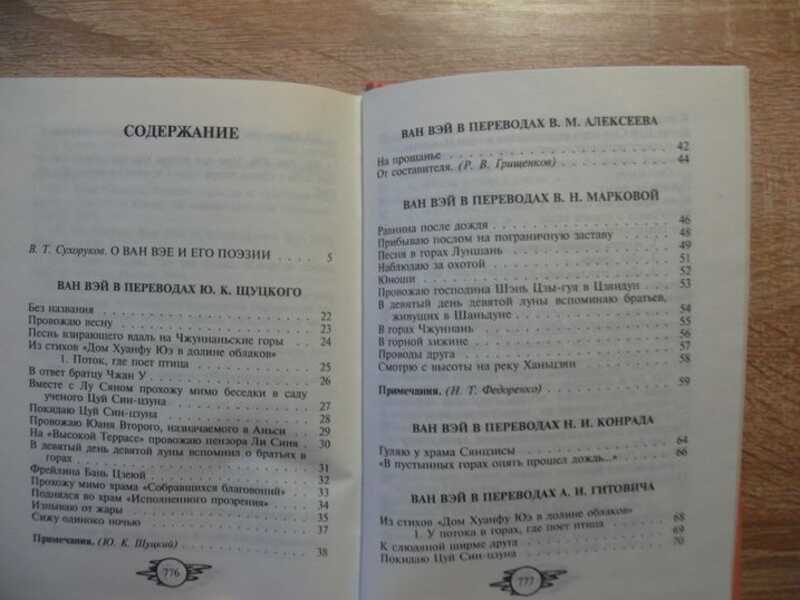 СОДЕРЖАНИЕ
В. Т. Сухоруков. О ВАН ВЭЕ И ЕГО ПОЭЗИИ . . . . 5
ВАН ВЭЙ В ПЕРЕВОДАХ Ю. К. ЩУЦКОГО
Без названия . . . 22
Провожаю весну . . . 23
Песнь взирающего вдаль на Чжуннаньские горы . . . 24
Из стихов «Дом Хуанфу Юэ в долине облаков»
1. Поток, где поет птица . . . 25
В ответ братцу Чжан У . . . 26
Вместе с Лу Сяном прохожу мимо беседки в саду
ученого Цуй Син-цзуна . . . 27
Покидаю Цуй Син-цзуна . . . 28
Провожаю Юаня Второго, назначаемого в Аньси . . . 29
На «Высокой Террасе» провожаю цензора Ли Синя . 30
В девятый день девятой луны вспомнил о братьях в
горах . . . 31
Фрейлина Бань Цзеюй . . . 32
Прохожу мимо храма «Собравшихся благовоний» . . . 33
Поднялся во храм «Исполненного прозрения» . . . 34
Изнываю от жары . . . 35
Сижу одиноко ночью . . . 37
Примечания. (Ю. К. Щуцкий) . . . 38
776
ВАН ВЭЙ В ПЕРЕВОДАХ В. М. АЛЕКСЕЕВА
На прощанье . . . 42
От составителя. (Р. В. Грищенков) . . . 44
ВАН ВЭЙ В ПЕРЕВОДАХ В. Н. МАРКОВОЙ
Равнина после дождя . . . 46
Прибываю послом на пограничную заставу . . . 48
Песня в горах Луншань . . . 49
Наблюдаю за охотой . . . 51
Юноши . . . 52
Провожаю господина Шэнь Цзы-гуя в Цзяндун . . . 53
В девятый день девятой луны вспоминаю братьев,
живущих в Шаньдуне . . . 54
В горах Чжуннань . . . 55
В горной хижине . . . 56
Проводы друга . . . 57
Смотрю с высоты на реку Ханьцзян . . . 58
Примечания. (Н. Т. Федоренко) . . . 59
ВАН ВЭЙ В ПЕРЕВОДАХ Н. И. КОНРАДА
Гуляю у храма Сянцзисы . . . 64
«В пустынных горах опять прошел дождь...» . . . 66
ВАН ВЭЙ В ПЕРЕВОДАХ А. И. ГИТОВИЧА
Из стихов «Дом Хуанфу Юэ в долине облаков»
1. У потока в горах, где поет птица . . . 68
К слюдяной ширме друга . . . 69
Покидаю Цуй Син-цзуна . . . 70
777